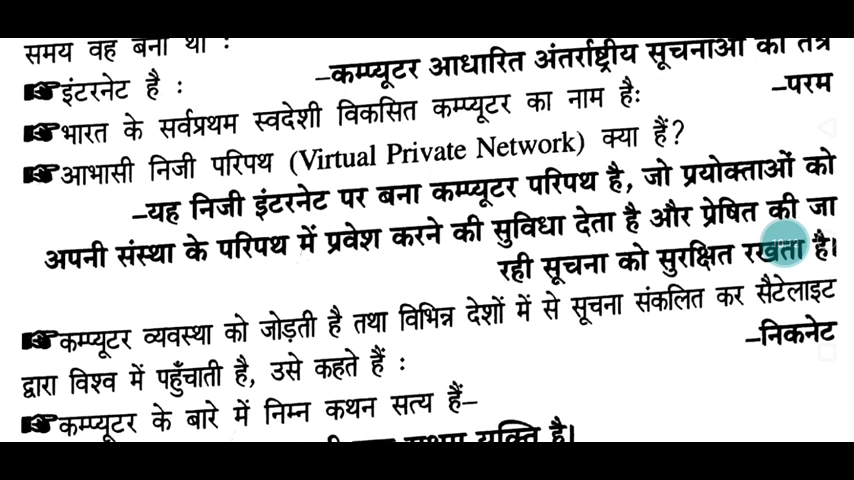 समय वह बना था :
–कम्प्यूटर आधारित अंतर्राष्ट्रीय सूचनाओं का तंत्र
इंटरनेट है :
–परम
भारत के सर्वप्रथम स्वदेशी विकसित कम्प्यूटर का नाम हैः
आभासी निजी परिपथ (Virtual Private Network) क्या हैं?
–यह निजी इंटरनेट पर बना कम्प्यूटर परिपथ है, जो प्रयोक्ताओं को
अपनी संस्था के परिपथ में प्रवेश करने की सुविधा देता है और प्रेषित की जा
रही सूचना को सुरक्षित रखता है।
कम्प्यूटर व्यवस्था को जोड़ती है तथा विभिन्न देशों में से सूचना संकलित कर सैटेलाइट
द्वारा विश्व में पहुँचाती है, उसे कहते हैं :
–निकनेट
कम्प्यूटर के बारे में निम्न कथन सत्य हैं–
युक्ति है।